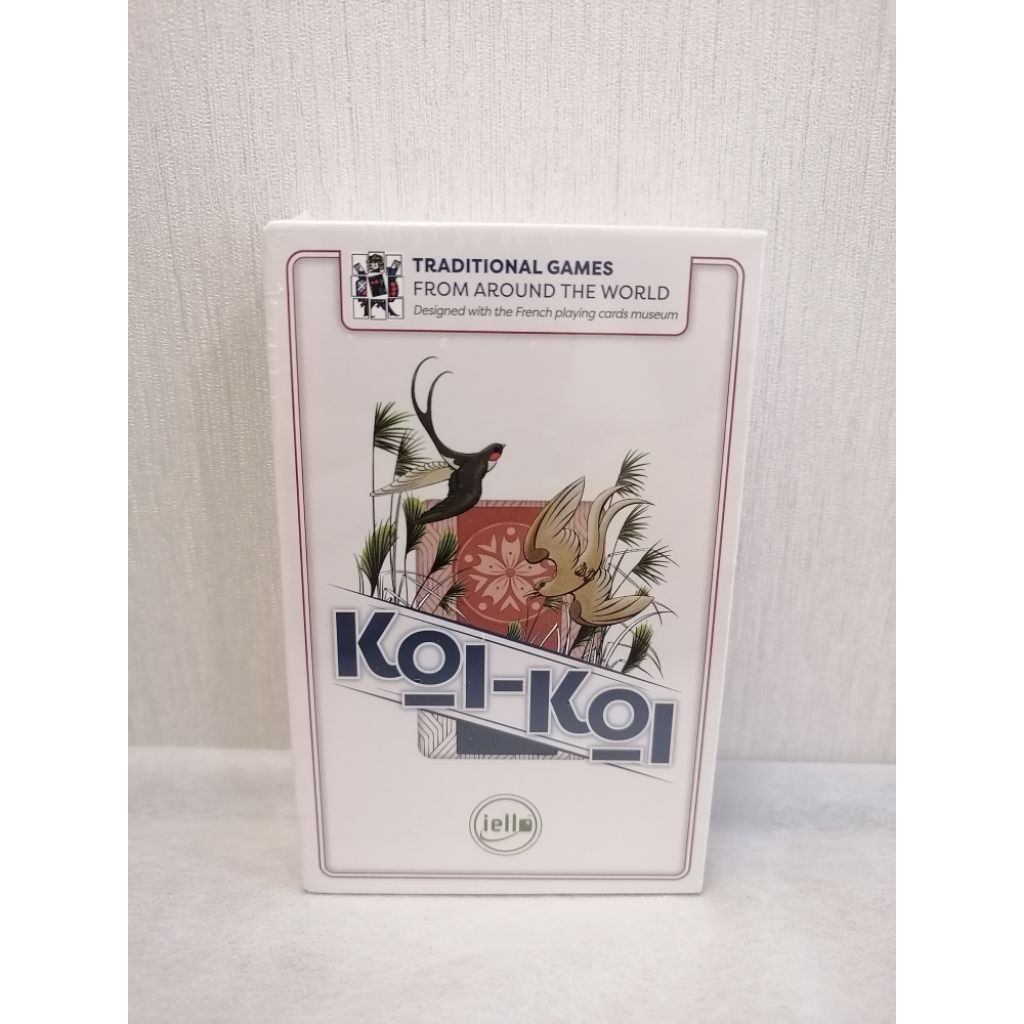 TRADITIONAL GAMES
FROM AROUND THE WORLD
Designed with the French playing cards museum
KOI-KOI
iello